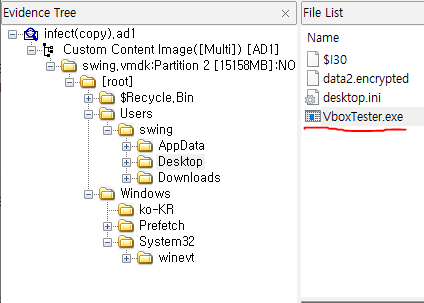 Evidence Tree
infect(copy),ad1
Custom Content Image([Multi]) [AD1]
swing,vmdk:Partition 2 [15158MB]:NO
[root]
$Recycle,Bin
Users
swing
AppData
Desktop
Downloads
Windows
ko-KR
Prefetch
System32
winevt
File List
Name
$I30
data2.encrypted
desktop.ini
VboxTester.exe